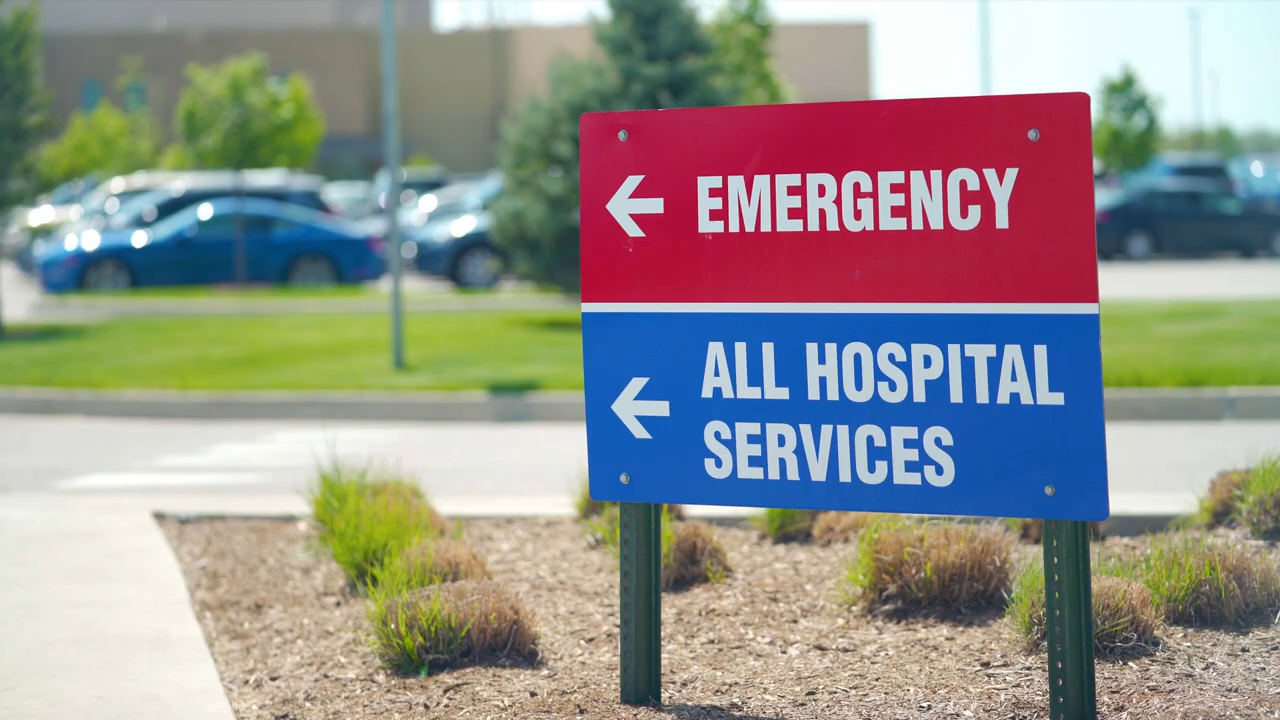 ← EMERGENCY
← ALL HOSPITAL
SERVICES